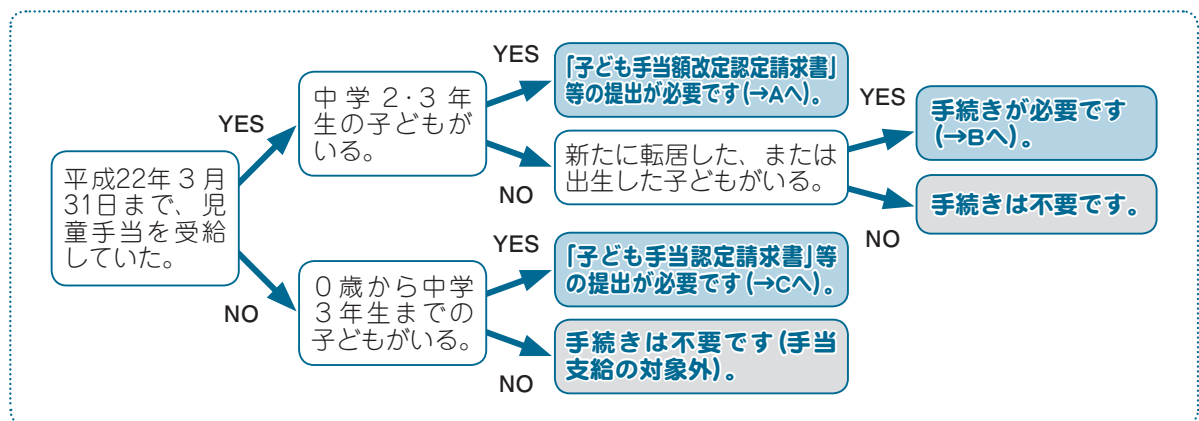 平成22年3月
31日まで、児
童手当を受給
していた。
YES
中学2・3年
生の子どもが
いる。
YES
「子ども手当額改定認定請求書」
等の提出が必要です(→Aへ)。
NO
新たに転居した、または
出生した子どもがいる。
YES
手続きが必要です
(→Bへ)。
NO
手続きは不要です。
NO
0歳から中学
3年生までの
子どもがいる。
YES
「子ども手当認定請求書」等
の提出が必要です(→Cへ)。
NO
手続きは不要です(手当
支給の対象外)。